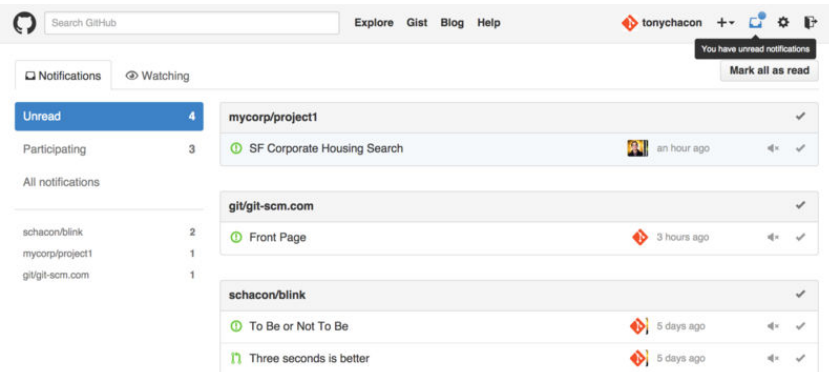 Search GitHub Explore Gist Blog Help tonychacon
You have unread notifications
Notifications Watching Mark all as read
Unread 4
Participating 3
All notifications
schacon/blink 2
mycorp/project1 1
git/git-scm.com 1
mycorp/project1
SF Corporate Housing Search an hour ago
git/git-scm.com
Front Page 3 hours ago
schacon/blink
To Be or Not To Be 5 days ago
Three seconds is better 5 days ago